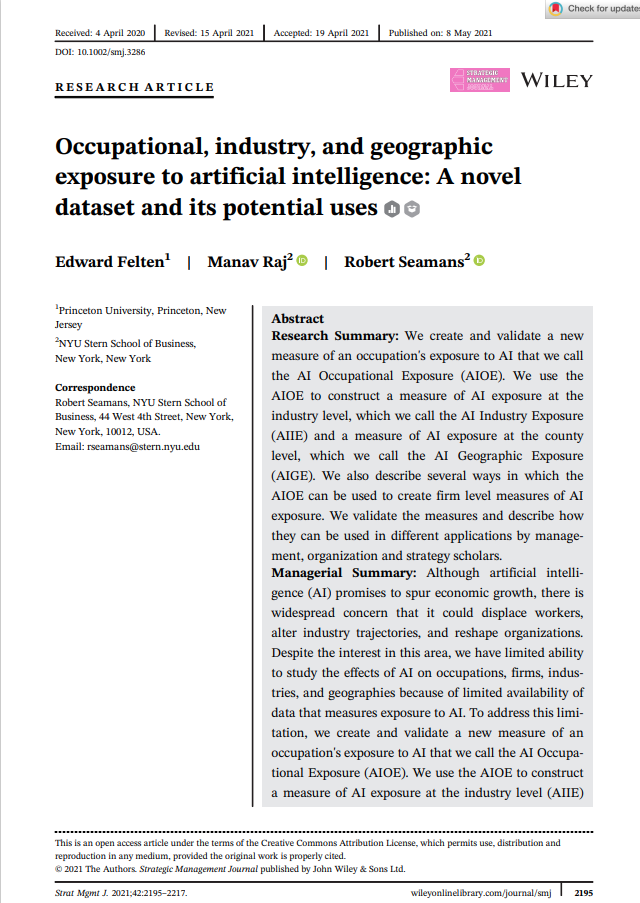 Check for update
Received: 4 April 2020 | Revised: 15 April 2021 | Accepted: 19 April 2021 | Published on: 8 May 2021
DOI: 10.1002/smj.3286
RESEARCH ARTICLE
STRATEGIC MANAGEMENT JOURNAL
WILEY
Occupational, industry, and geographic
exposure to artificial intelligence: A novel
dataset and its potential uses
Edward Felten1 | Manav Raj2 iD | Robert Seamans2 iD
1Princeton University, Princeton, New
Jersey
2NYU Stern School of Business,
New York, New York
Correspondence
Robert Seamans, NYU Stern School of
Business, 44 West 4th Street, New York,
New York, 10012, USA.
Email: rseamans@stern.nyu.edu
Abstract
Research Summary: We create and validate a new
measure of an occupation's exposure to AI that we call
the AI Occupational Exposure (AIOE). We use the
AIOE to construct a measure of AI exposure at the
industry level, which we call the AI Industry Exposure
(AIIE) and a measure of AI exposure at the county
level, which we call the AI Geographic Exposure
(AIGE). We also describe several ways in which the
AIOE can be used to create firm level measures of AI
exposure. We validate the measures and describe how
they can be used in different applications by manage-
ment, organization and strategy scholars.
Managerial Summary: Although artificial intelli-
gence (AI) promises to spur economic growth, there is
widespread concern that it could displace workers,
alter industry trajectories, and reshape organizations.
Despite the interest in this area, we have limited ability
to study the effects of AI on occupations, firms, indus-
tries, and geographies because of limited availability of
data that measures exposure to AI. To address this limi-
tation, we create and validate a new measure of an
occupation's exposure to AI that we call the AI Occupa-
tional Exposure (AIOE). We use the AIOE to construct
a measure of AI exposure at the industry level (AIIE)
This is an open access article under the terms of the Creative Commons Attribution License, which permits use, distribution and
reproduction in any medium, provided the original work is properly cited.
© 2021 The Authors. Strategic Management Journal published by John Wiley & Sons Ltd.
Strat Mgmt J. 2021;42:2195–2217.
wileyonlinelibrary.com/journal/smj | 2195